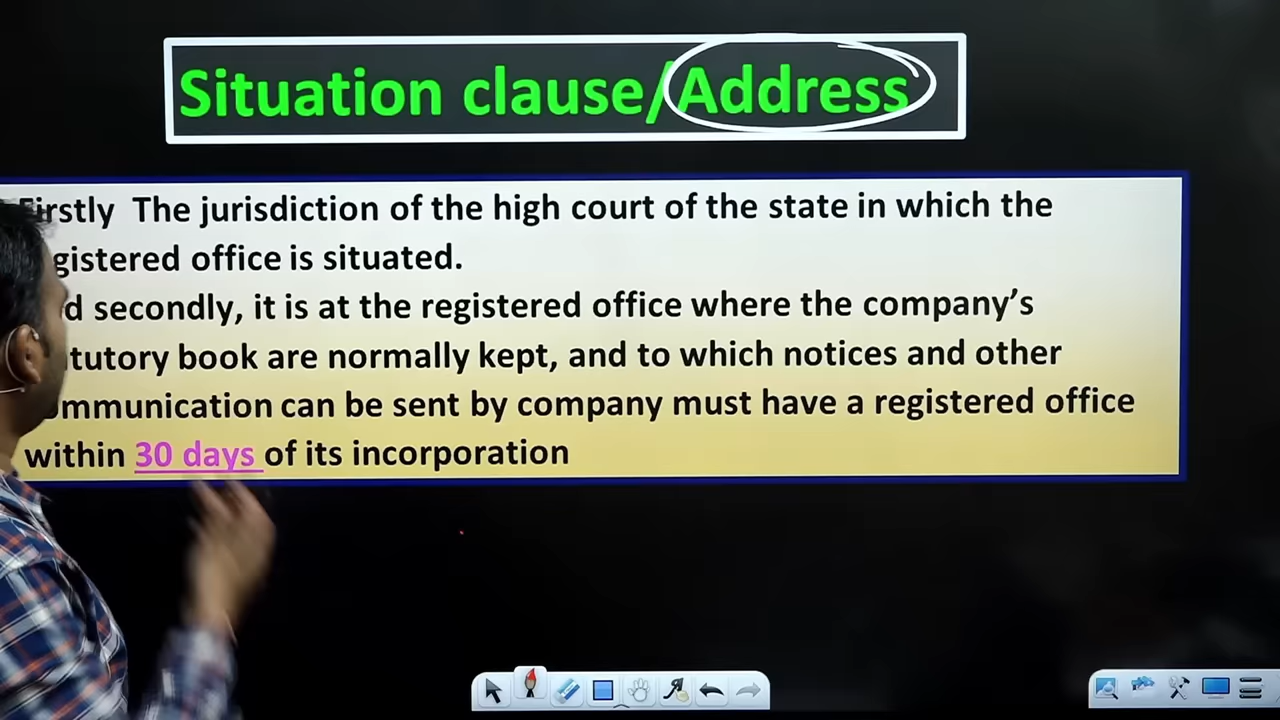 Situation clause/Address
Firstly The jurisdiction of the high court of the state in which the
gistered office is situated.
d secondly, it is at the registered office where the company's
tutory book are normally kept, and to which notices and other
mmunication can be sent by company must have a registered office
within 30 days of its incorporation